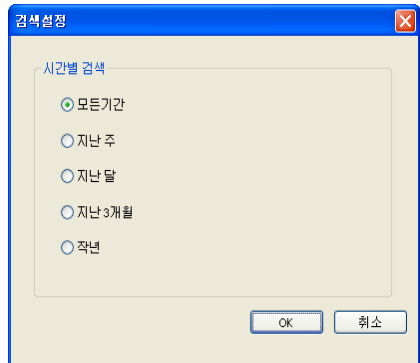 검색설정
시간별 검색
모든기간
지난 주
지난 달
지난 3개월
작년
OK 취소